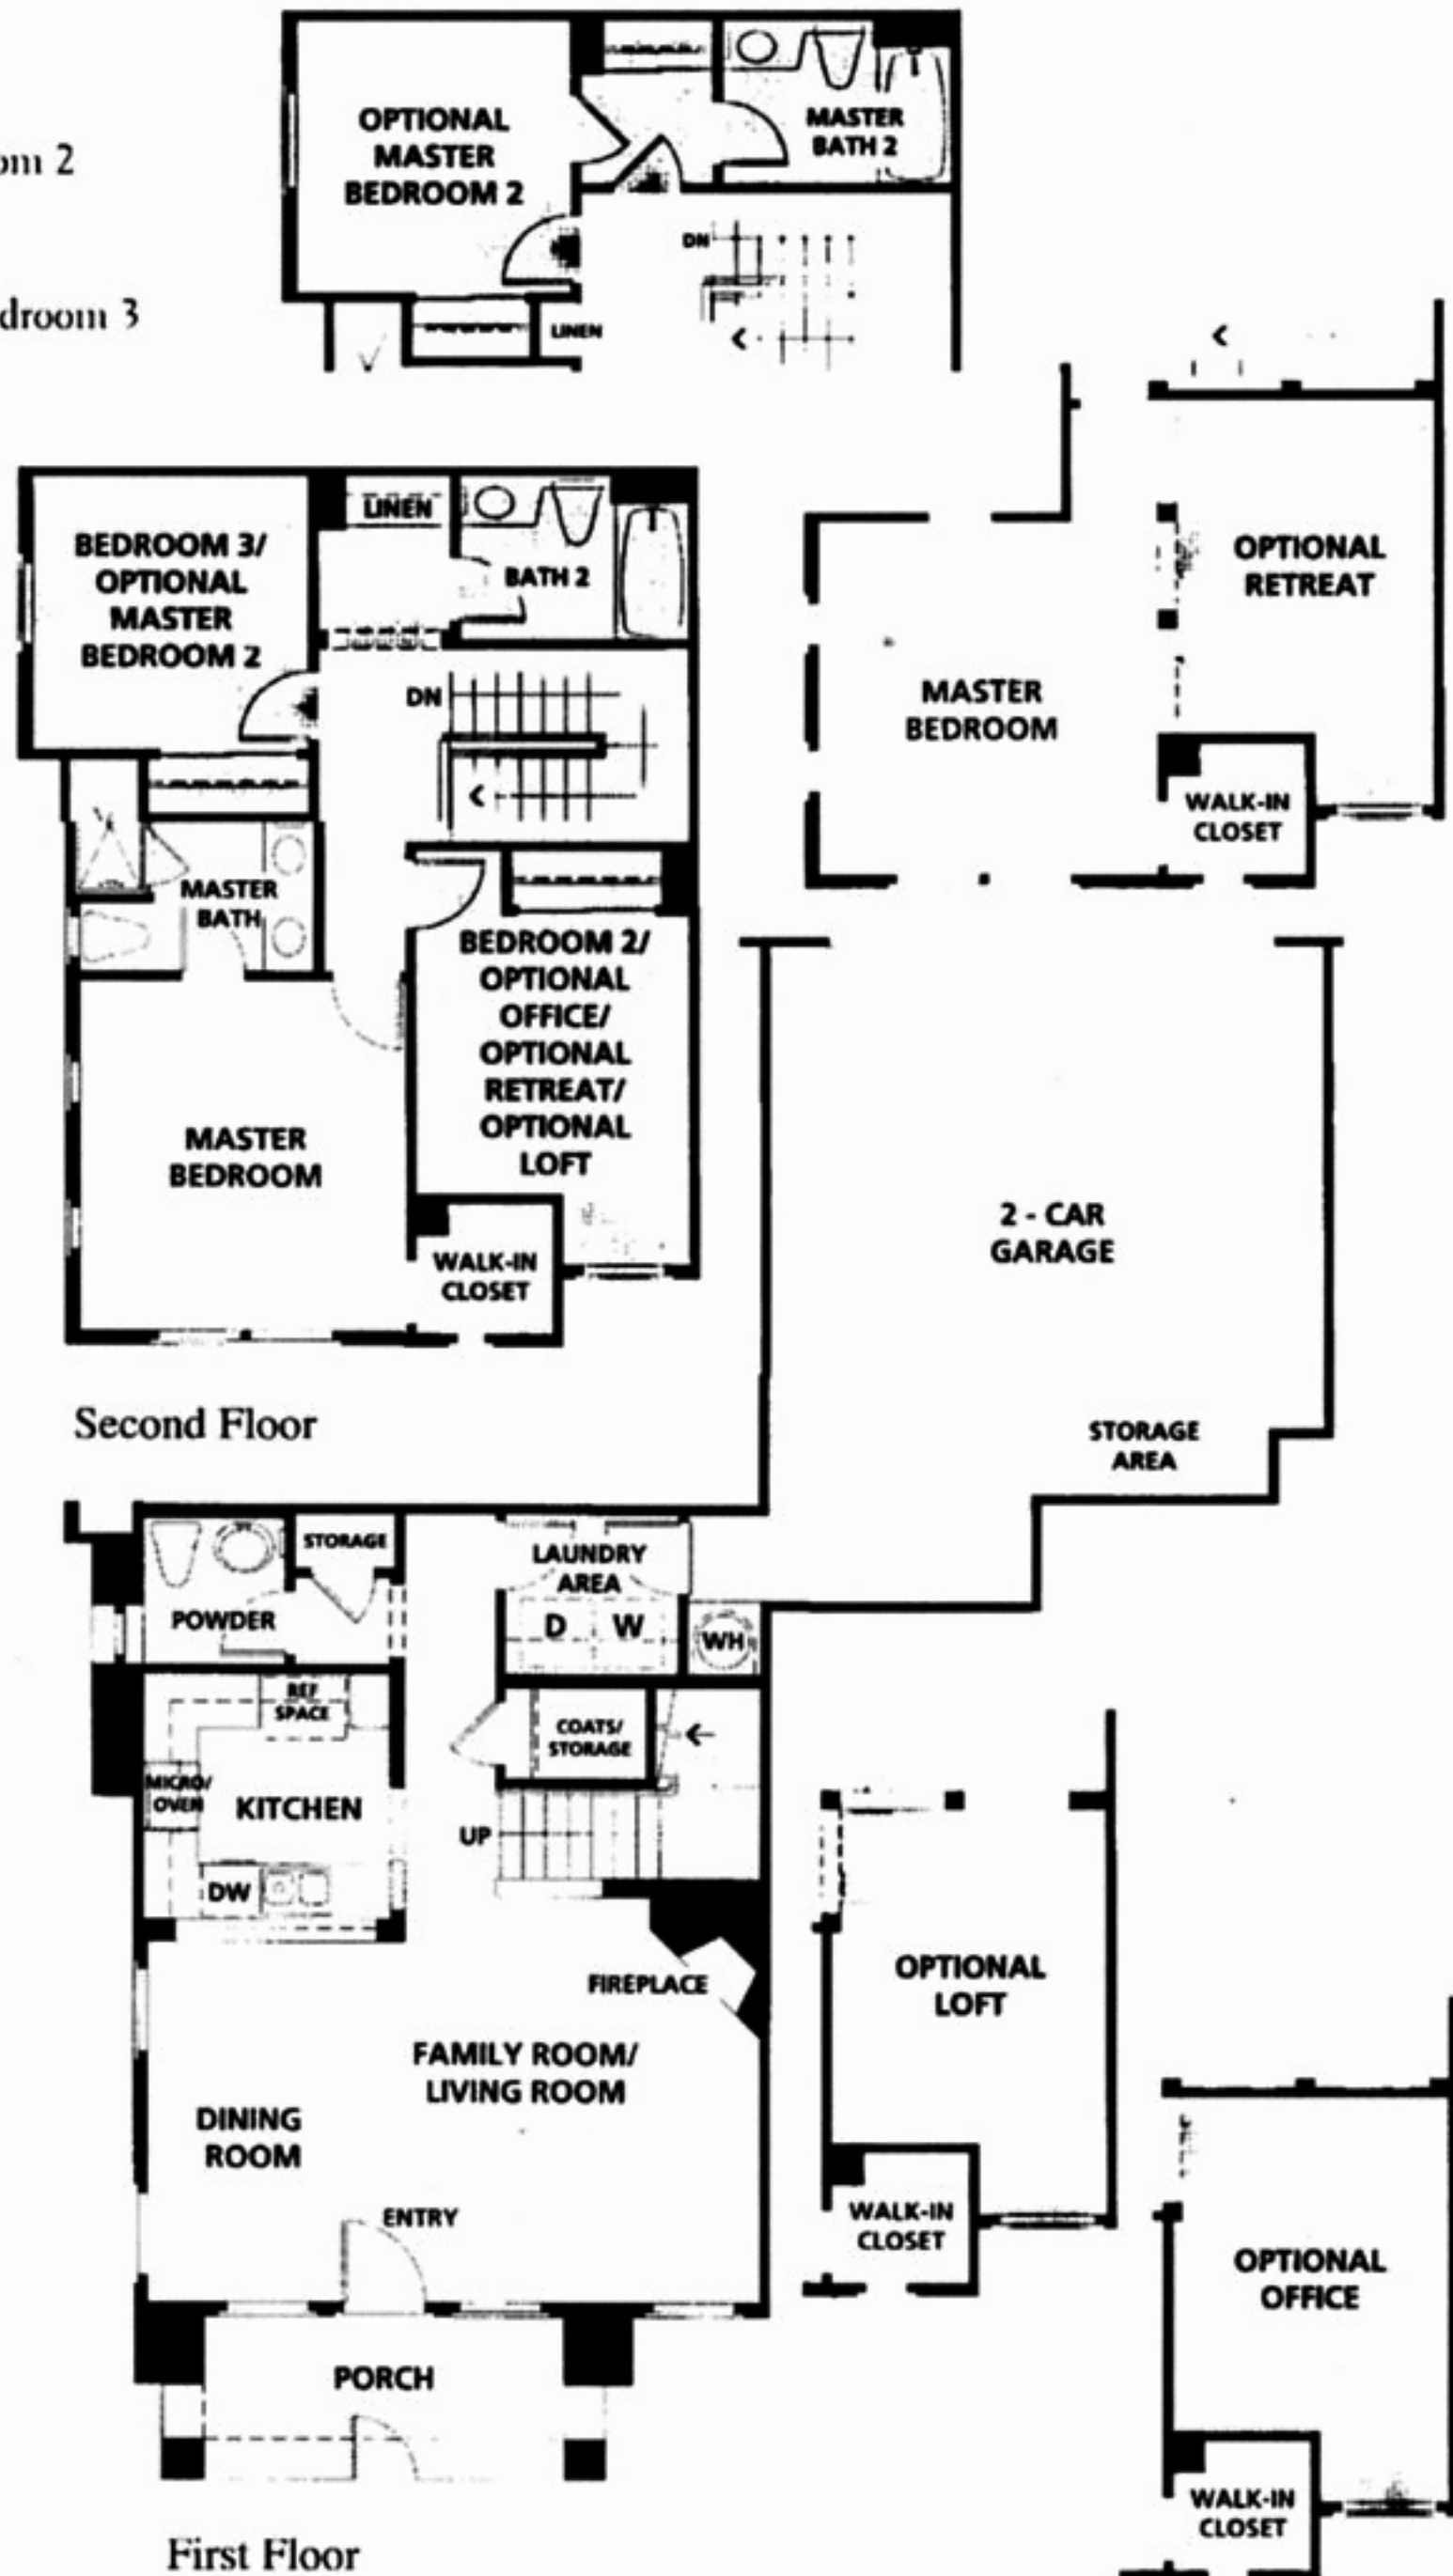 om 2
droom 3
OPTIONAL
MASTER
BEDROOM 2
MASTER
BATH 2
DN
LINEN
BEDROOM 3/
OPTIONAL
MASTER
BEDROOM 2
LINEN
BATH 2
DN
MASTER
BATH
BEDROOM 2/
OPTIONAL
OFFICE/
OPTIONAL
RETREAT/
OPTIONAL
LOFT
MASTER
BEDROOM
WALK-IN
CLOSET
Second Floor
OPTIONAL
RETREAT
MASTER
BEDROOM
WALK-IN
CLOSET
2 - CAR
GARAGE
STORAGE
AREA
STORAGE
POWDER
LAUNDRY
AREA
D W
WH
REF
SPACE
COATS/
STORAGE
MICRO/
OVEN
KITCHEN
UP
DW
FIREPLACE
FAMILY ROOM/
LIVING ROOM
DINING
ROOM
ENTRY
PORCH
First Floor
OPTIONAL
LOFT
WALK-IN
CLOSET
OPTIONAL
OFFICE
WALK-IN
CLOSET